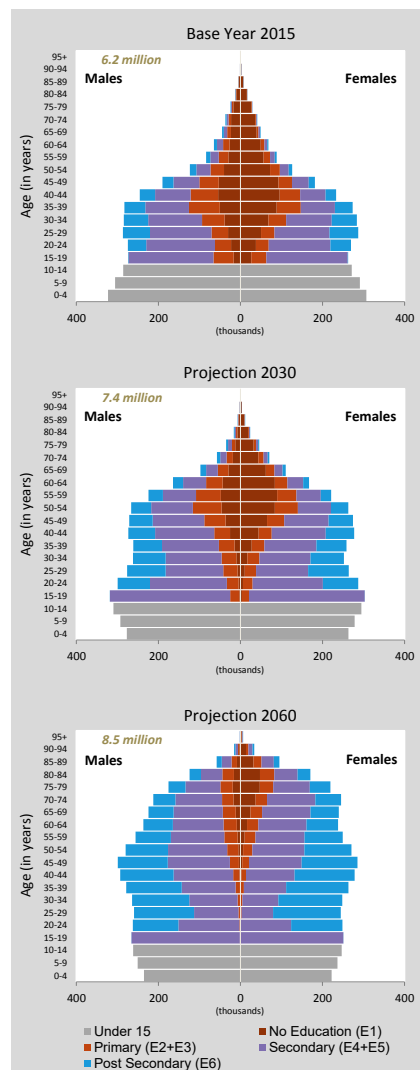 Base Year 2015
6.2 million
Males
Females
Age (in years)
95+
90-94
85-89
80-84
75-79
70-74
65-69
60-64
55-59
50-54
45-49
40-44
35-39
30-34
25-29
20-24
15-19
10-14
5-9
0-4
400 200 0 200 400
(thousands)
Projection 2030
7.4 million
Males
Females
Age (in years)
95+
90-94
85-89
80-84
75-79
70-74
65-69
60-64
55-59
50-54
45-49
40-44
35-39
30-34
25-29
20-24
15-19
10-14
5-9
0-4
400 200 0 200 400
(thousands)
Projection 2060
8.5 million
Males
Females
Age (in years)
95+
90-94
85-89
80-84
75-79
70-74
65-69
60-64
55-59
50-54
45-49
40-44
35-39
30-34
25-29
20-24
15-19
10-14
5-9
0-4
400 200 0 200 400
(thousands)
Under 15
No Education (E1)
Primary (E2+E3)
Secondary (E4+E5)
Post Secondary (E6)